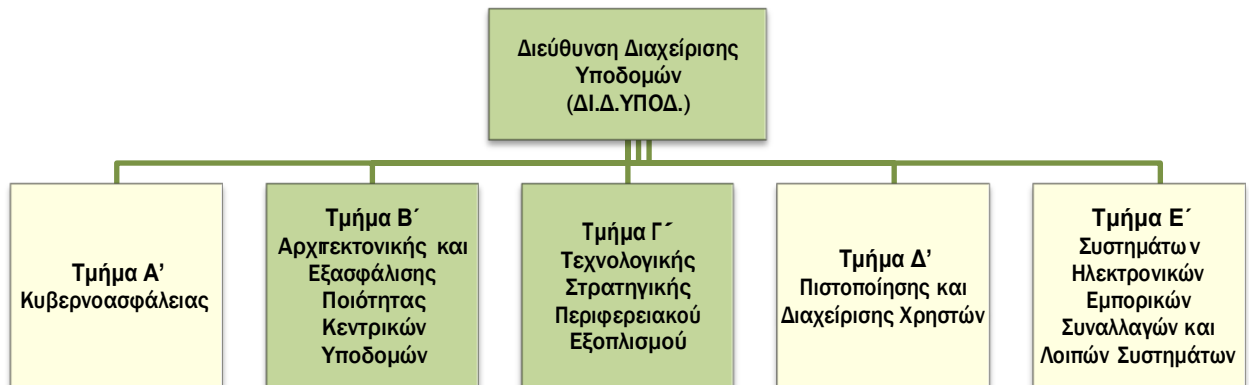 Διεύθυνση Διαχείρισης
Υποδομών
(ΔΙ.Δ.ΥΠΟΔ.)
Τμήμα Α'
Κυβερνοασφάλειας
Τμήμα Β΄
Αρχιτεκτονικής και
Εξασφάλισης
Ποιότητας
Κεντρικών
Υποδομών
Τμήμα Γ΄
Τεχνολογικής
Στρατηγικής
Περιφερειακού
Εξοπλισμού
Τμήμα Δ'
Πιστοποίησης και
Διαχείρισης Χρηστών
Τμήμα Ε΄
Συστημάτων
Ηλεκτρονικών
Εμπορικών
Συναλλαγών και
Λοιπών Συστημάτων